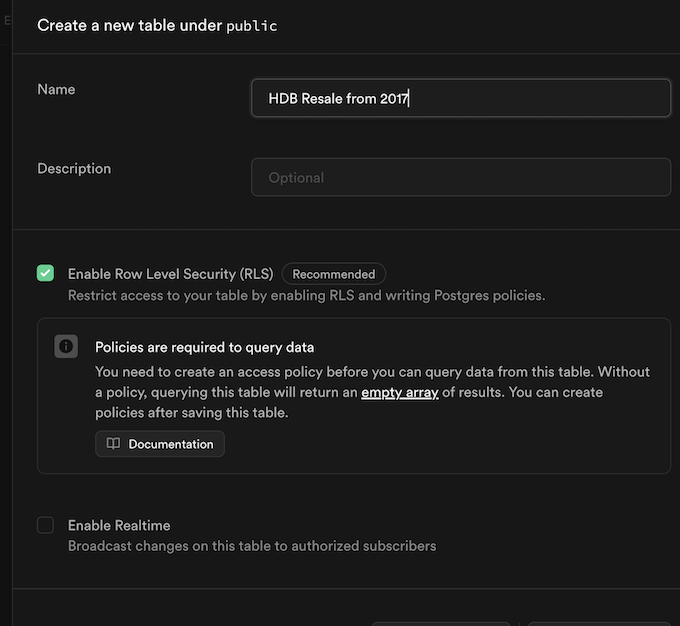 E
Create a new table under public
Name
HDB Resale from 2017
Description
Optional
Enable Row Level Security (RLS) Recommended
Restrict access to your table by enabling RLS and writing Postgres policies.
Policies are required to query data
You need to create an access policy before you can query data from this table. Without
a policy, querying this table will return an empty array of results. You can create
policies after saving this table.
Documentation
Enable Realtime
Broadcast changes on this table to authorized subscribers